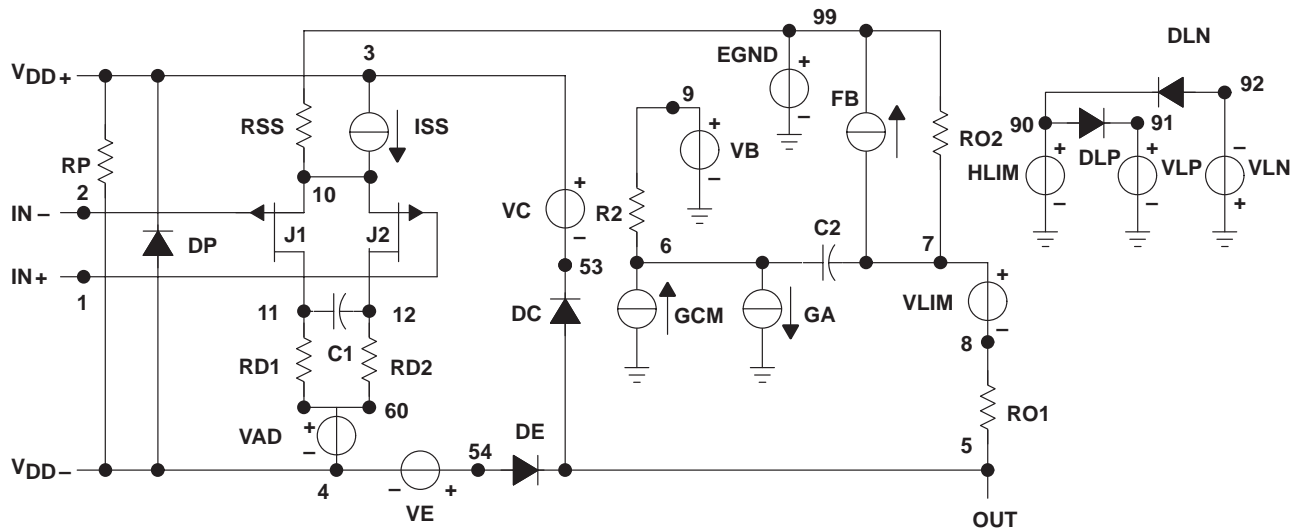 99
DLN
3
VDD+
EGND
+
92
9
FB
+
−
90
91
RSS
ISS
VB
−
RO2
DLP
+
+
−
RP
2
10
HLIM
VLP
VLN
−
−
+
IN−
VC
+
−
R2
C2
J1
J2
DP
6
7
IN+
53
+
1
VLIM
−
11
12
DC
GCM
GA
C1
8
RD1
RD2
60
RO1
+
VAD
−
54
DE
5
VDD−
4
−
+
VE
OUT